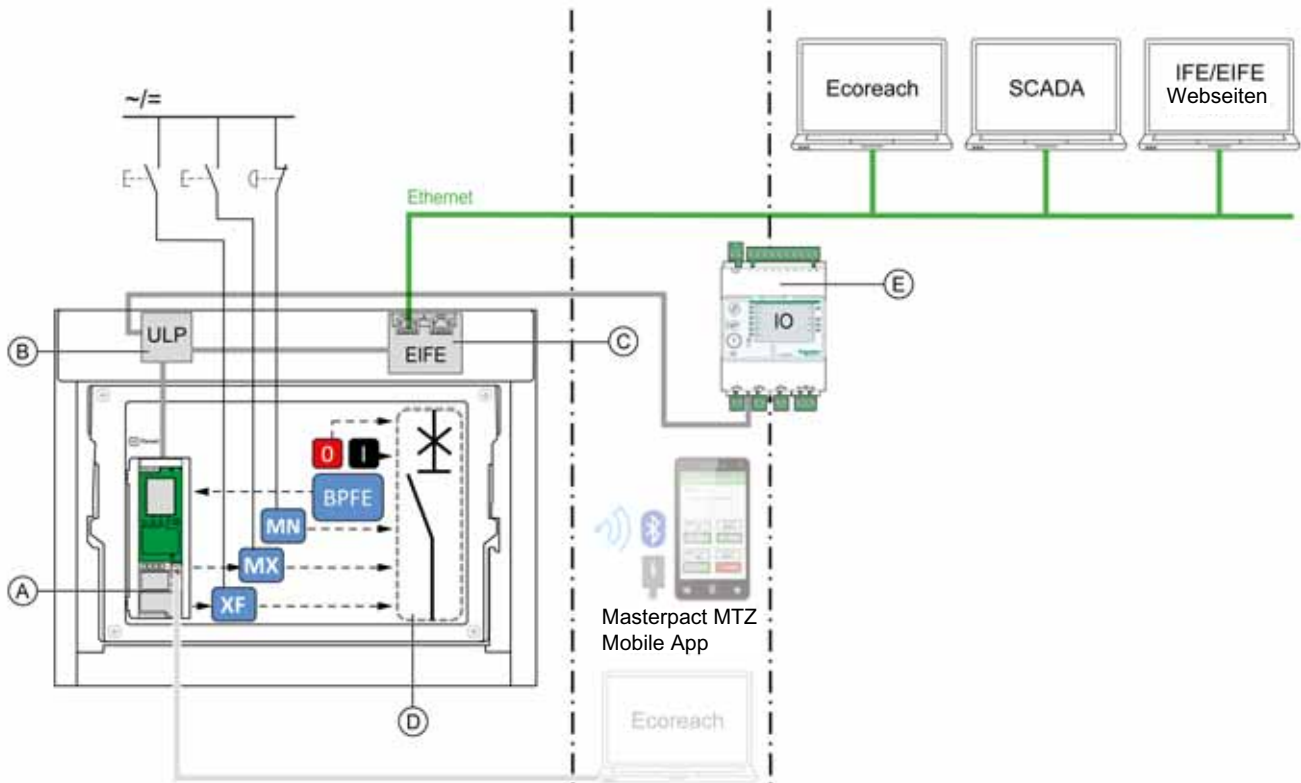 ~/=
Ecoreach
SCADA
IFE/EIFE
Webseiten
Ethernet
E
IO
ULP
B
EIFE
C
0
I
BPFE
MN
MX
A
XF
Masterpact MTZ
Mobile App
D
Ecoreach